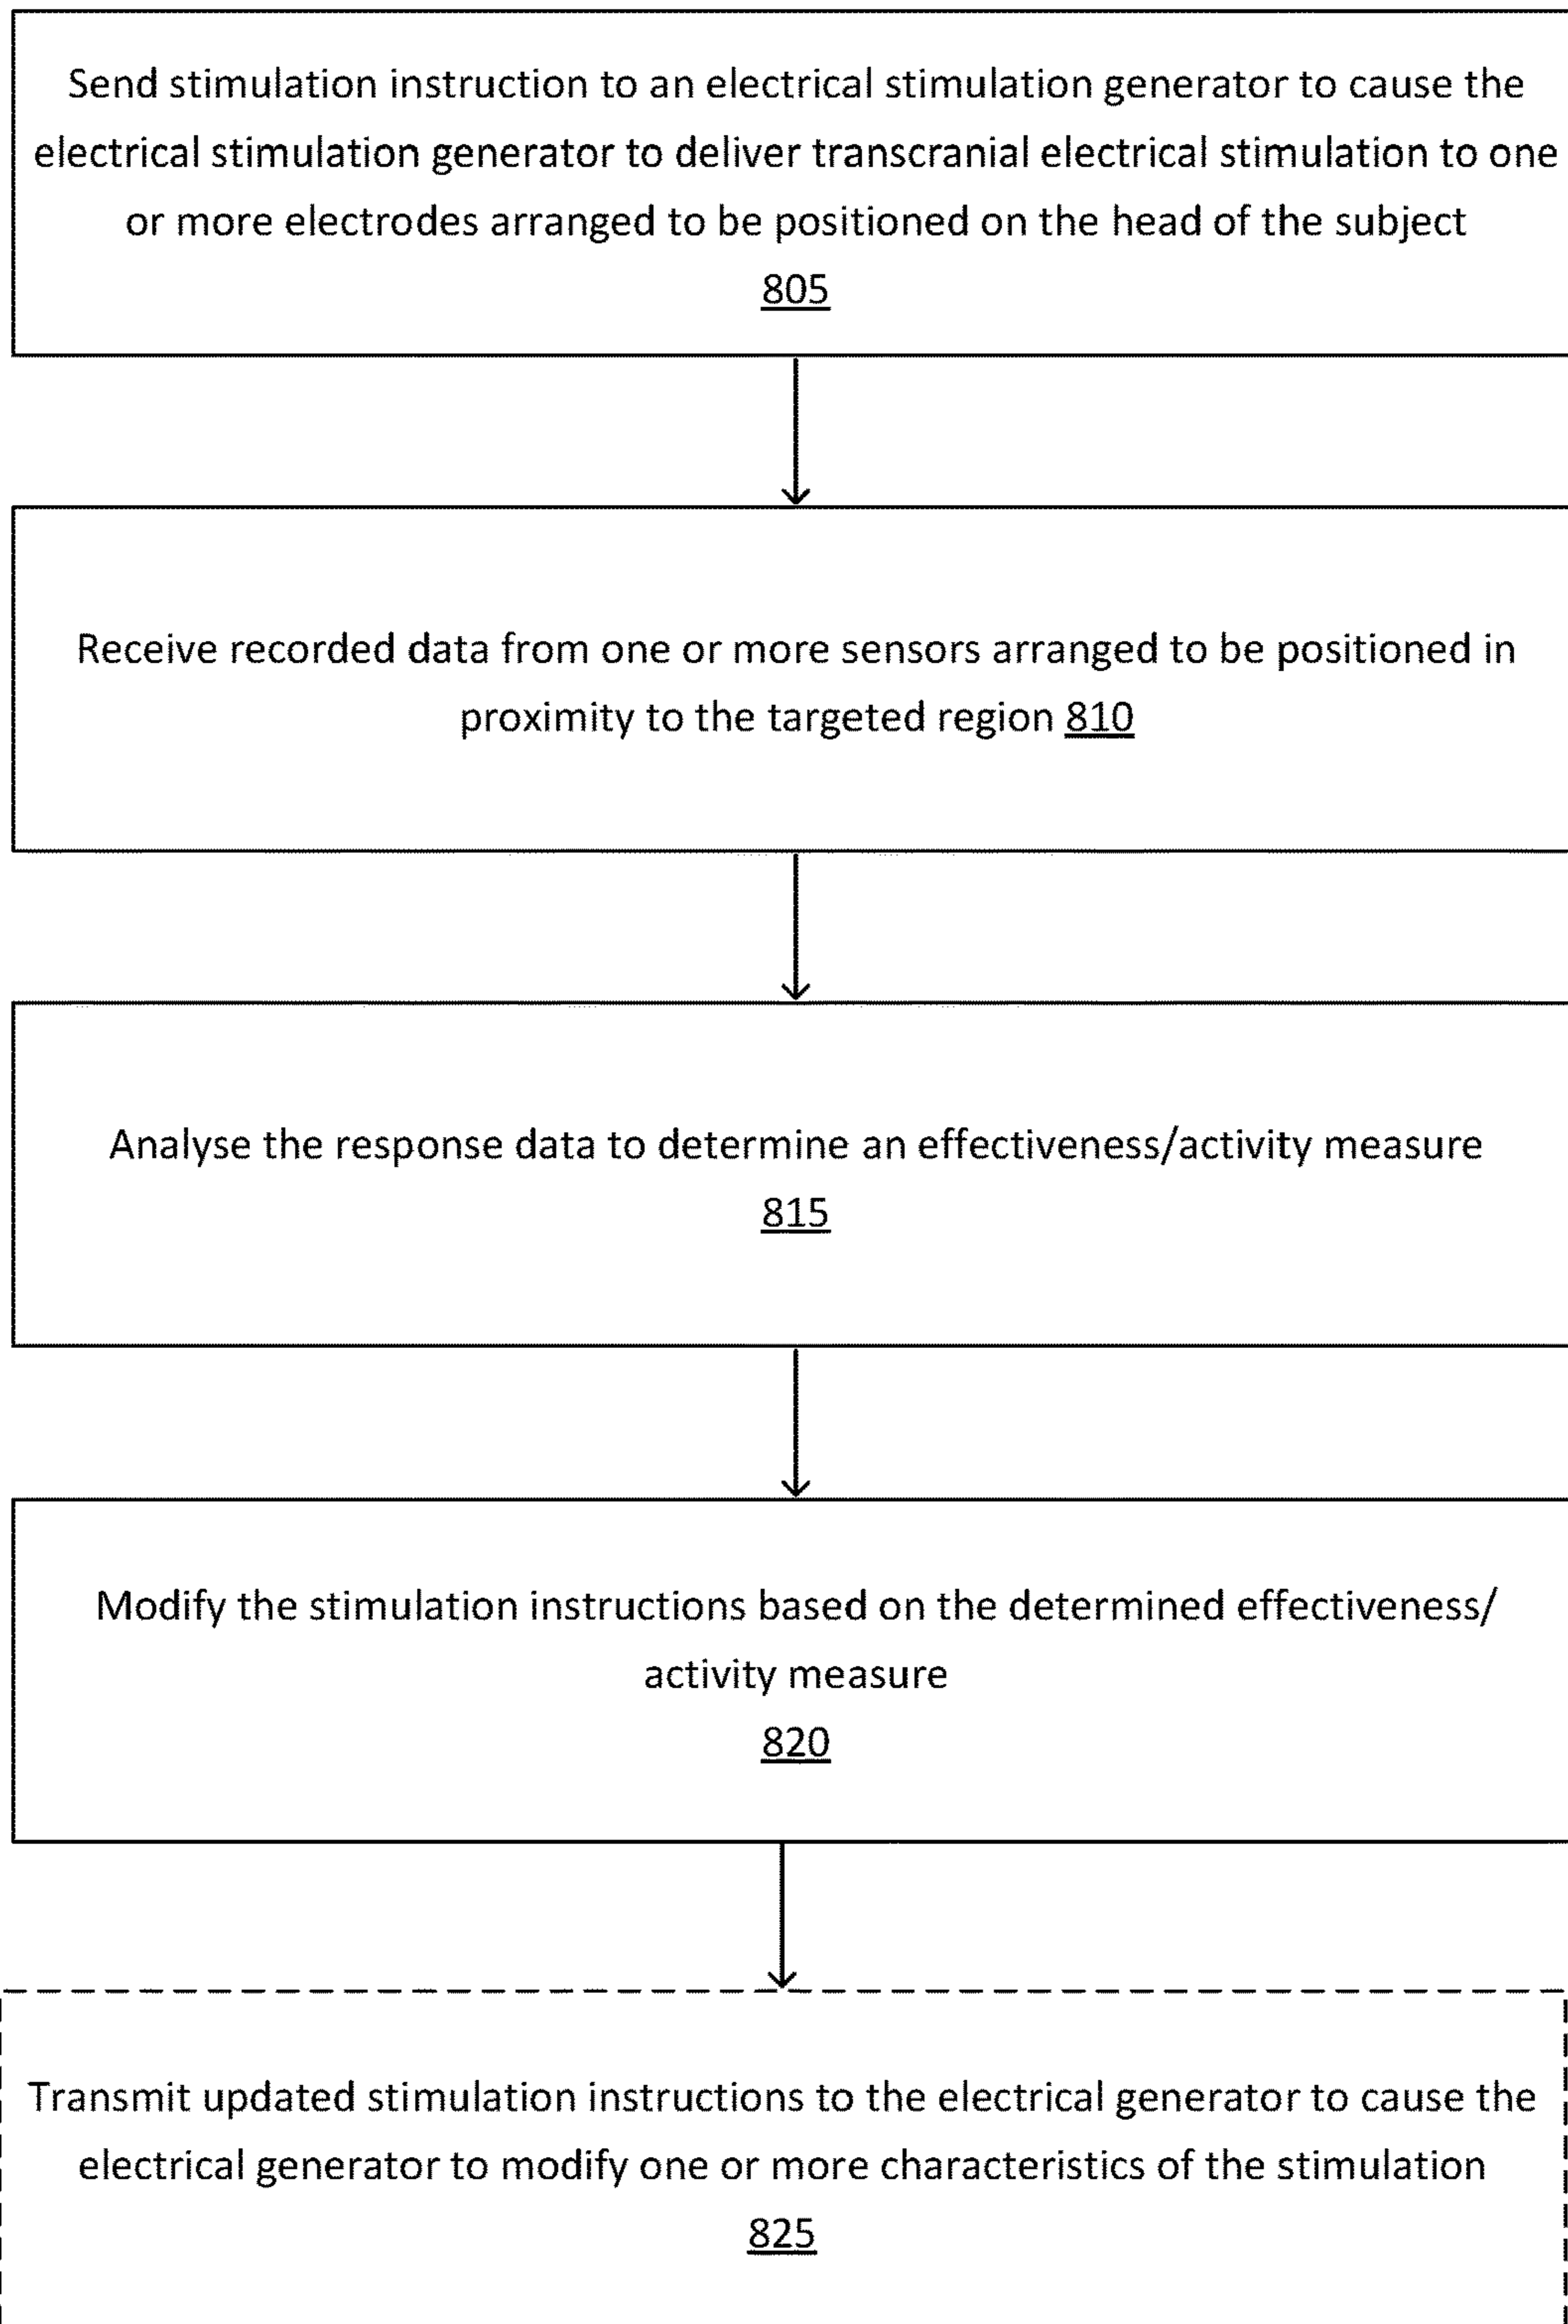 Send stimulation instruction to an electrical stimulation generator to cause the
electrical stimulation generator to deliver transcranial electrical stimulation to one
or more electrodes arranged to be positioned on the head of the subject
805
Receive recorded data from one or more sensors arranged to be positioned in
proximity to the targeted region 810
Analyse the response data to determine an effectiveness/activity measure
815
Modify the stimulation instructions based on the determined effectiveness/
activity measure
820
Transmit updated stimulation instructions to the electrical generator to cause the
electrical generator to modify one or more characteristics of the stimulation
825